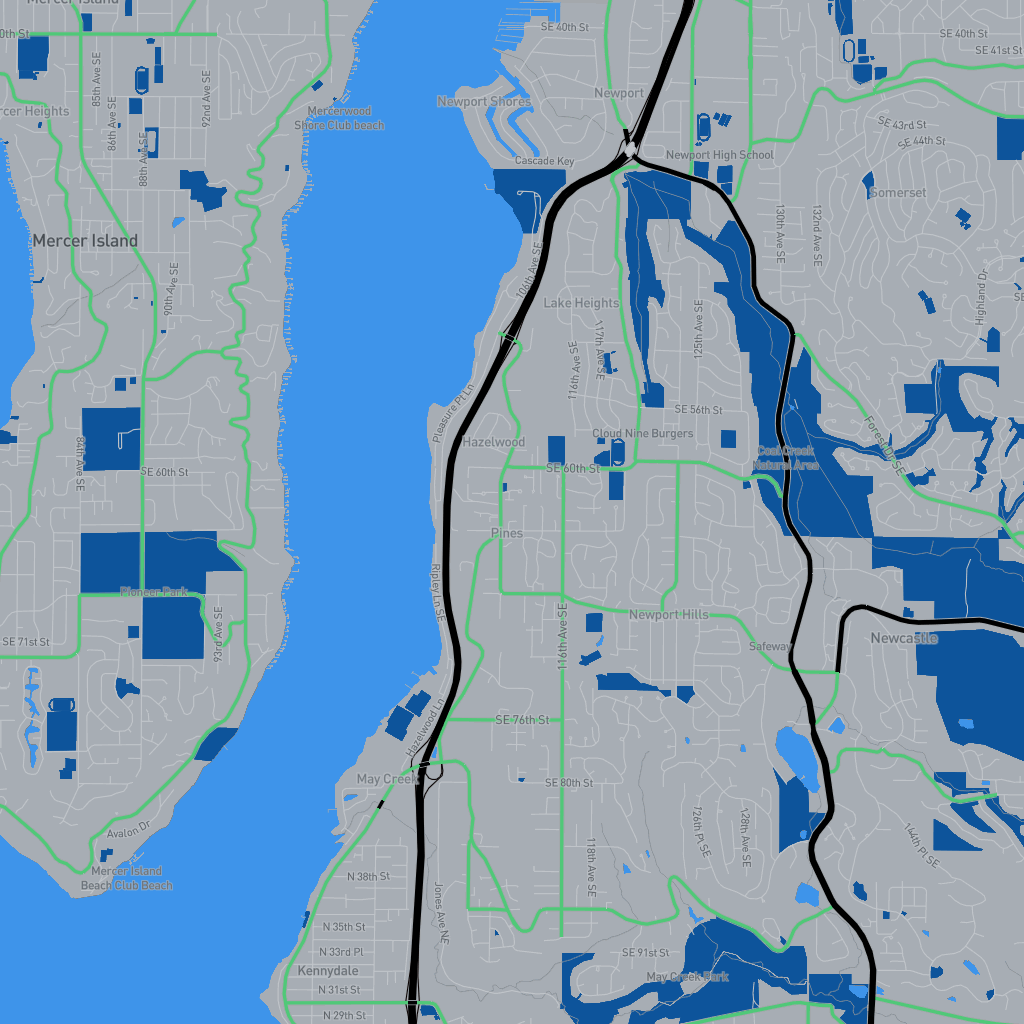 Mercer Island
SE 40th St
0th St
SE 40th St
SE 41st St
85th Ave SE
92nd Ave SE
86th Ave SE
88th Ave SE
Newport Shores
Newport
Mercerwood
Shore Club beach
cer Heights
SE 43rd St
SE 44th St
Cascade Key
Newport High School
Somerset
130th Ave SE
132nd Ave SE
Mercer Island
90th Ave SE
106th Ave SE
Highland Dr
SE
Lake Heights
125th Ave SE
117th Ave SE
116th Ave SE
Pleasure Pt Ln
SE 56th St
Forest Dr SE
84th Ave SE
Hazelwood
Cloud Nine Burgers
Coal Creek
Natural Area
SE 60th St
SE 60th St
Pines
Pioneer Park
Ripley Ln SE
93rd Ave SE
116th Ave SE
Newport Hills
SE 71st St
Safeway
Newcastle
Hazelwood Ln
SE 76th St
May Creek
SE 80th St
126th Pl SE
128th Ave SE
144th Pl SE
Avalon Dr
118th Ave SE
Mercer Island
Beach Club Beach
N 38th St
Jones Ave NE
N 35th St
N 33rd Pl
SE 91st St
Kennydale
May Creek Park
N 31st St
N 29th St